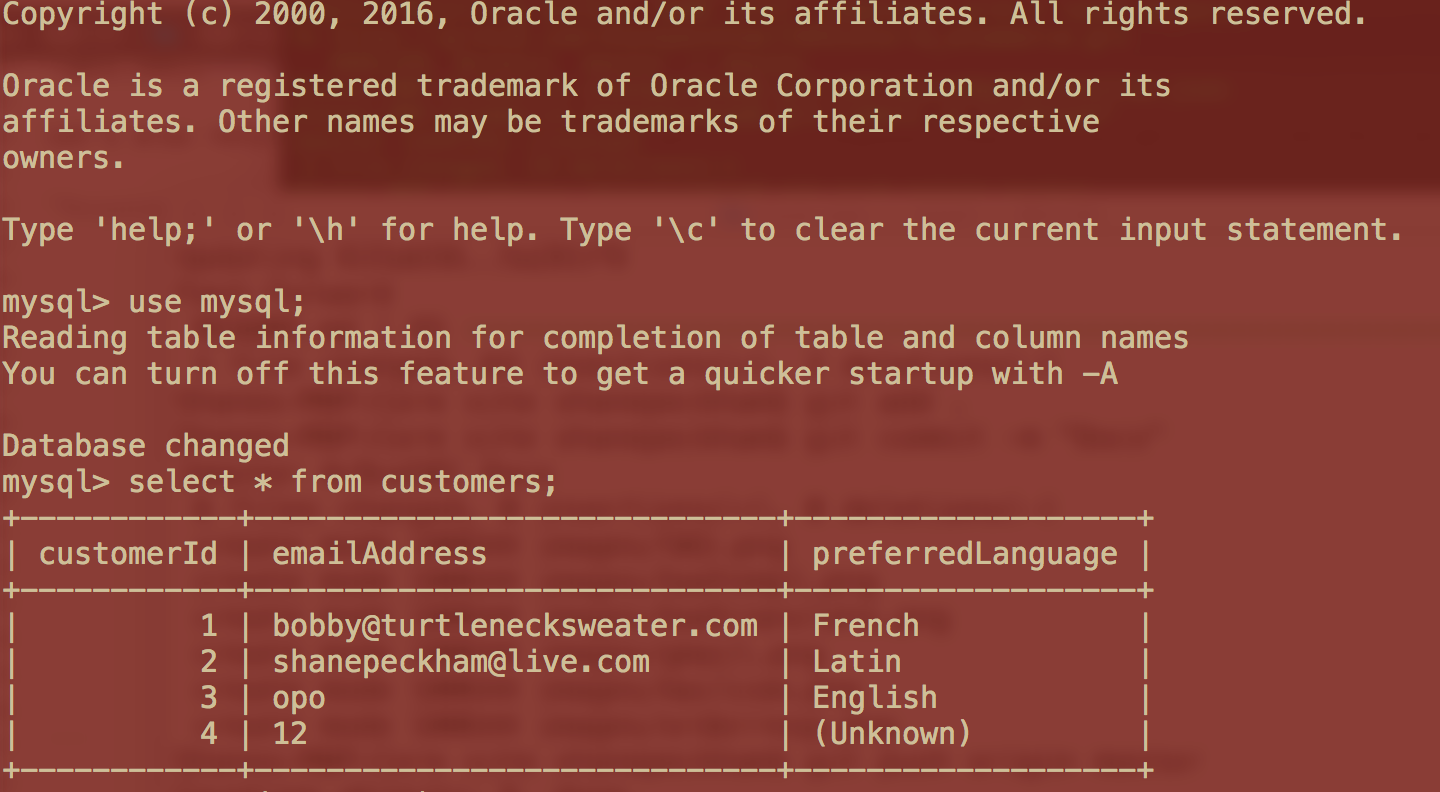 Copyright (c) 2000, 2016, Oracle and/or its affiliates. All rights reserved.
Oracle is a registered trademark of Oracle Corporation and/or its
affiliates. Other names may be trademarks of their respective
owners.
Type 'help;' or '\h' for help. Type '\c' to clear the current input statement.
mysql> use mysql;
Reading table information for completion of table and column names
You can turn off this feature to get a quicker startup with -A
Database changed
mysql> select * from customers;
+------------+-----------------------------+-------------------+
| customerId | emailAddress                | preferredLanguage |
+------------+-----------------------------+-------------------+
|          1 | bobby@turtlenecksweater.com | French            |
|          2 | shanepeckham@live.com       | Latin             |
|          3 | opo                         | English           |
|          4 | 12                          | (Unknown)         |
+------------+-----------------------------+-------------------+